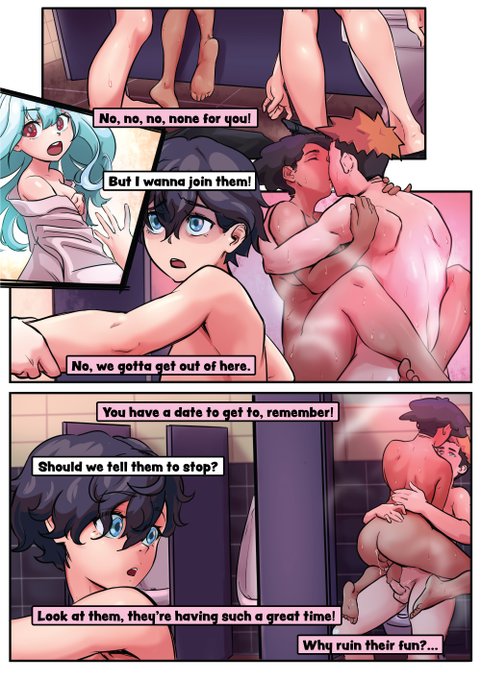 No, no, no, none for you!
But I wanna join them!
No, we gotta get out of here.
You have a date to get to, remember!
Should we tell them to stop?
Look at them, they're having such a great time!
Why ruin their fun?...